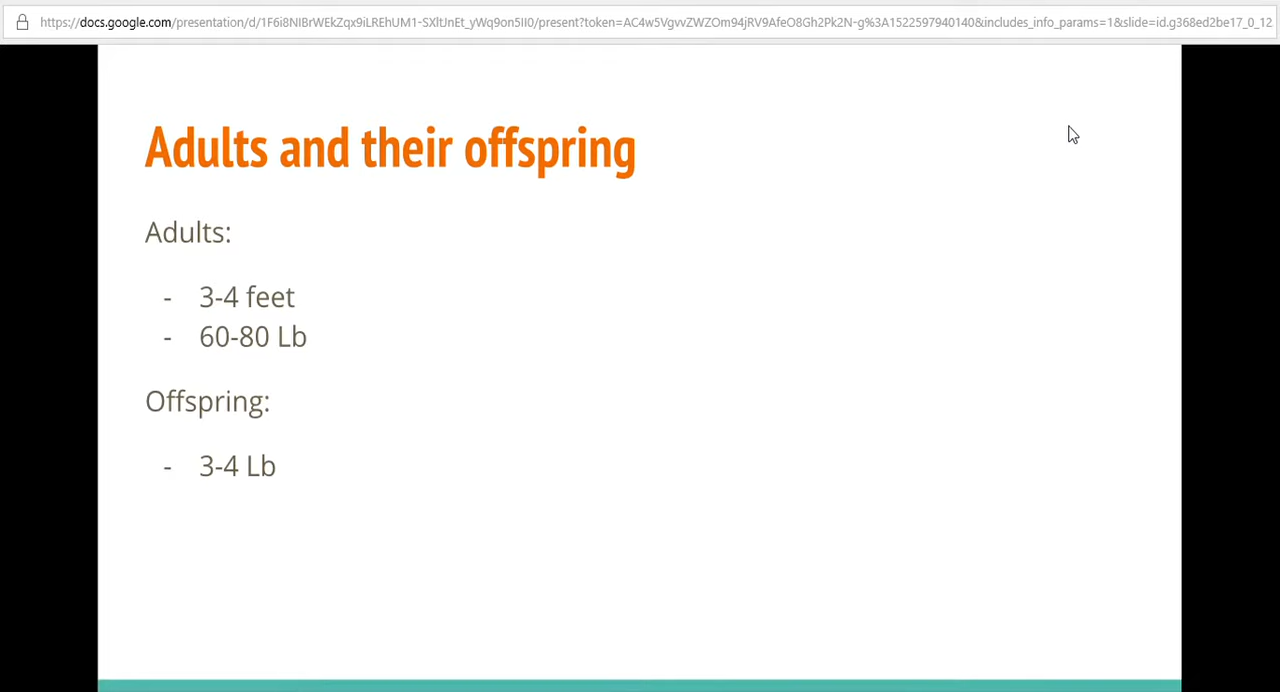 https://docs.google.com/presentation/d/1F6i8NIBrWEkZqx9iLREhUM1-SXltJnEt_yWq9on5II0/present?token=AC4w5VgvvZWZOm94jRV9AfeO8Gh2Pk2N-g%3A1522597940140&includes_info_params=1&slide=id.g368ed2be17_0_12
Adults and their offspring
Adults:
- 3-4 feet
- 60-80 Lb
Offspring:
- 3-4 Lb